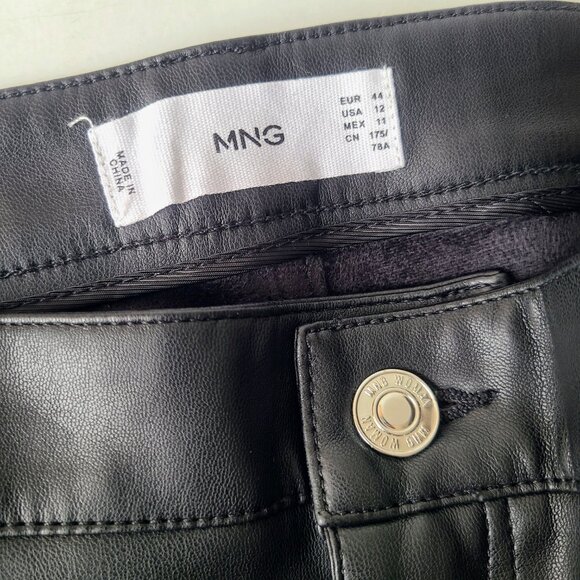 MNG
EUR 44
USA 12
MEX 11
CN 175/
78A
MADE IN
CHINA
MNG WOMAN MNG WOMAN